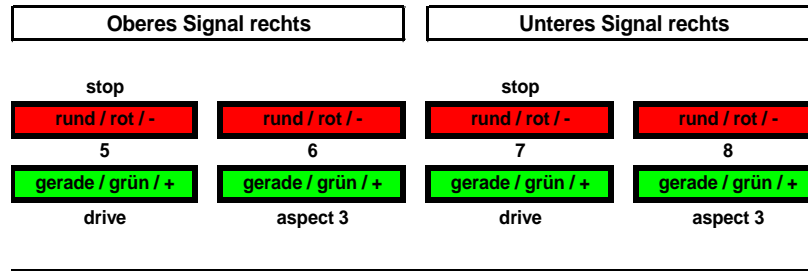 Oberes Signal rechts Unteres Signal rechts
stop stop
rund / rot / - rund / rot / - rund / rot / - rund / rot / -
5 6 7 8
gerade / grün / + gerade / grün / + gerade / grün / + gerade / grün / +
drive aspect 3 drive aspect 3